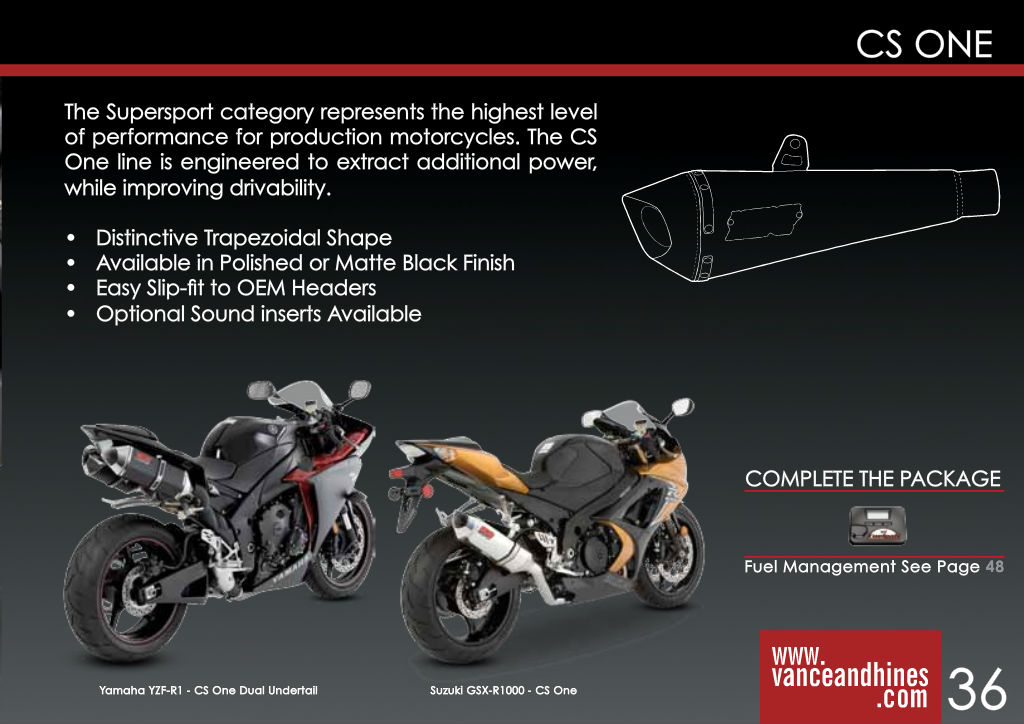 CS ONE
The Supersport category represents the highest level
of performance for production motorcycles. The CS
One line is engineered to extract additional power,
while improving drivability.
• Distinctive Trapezoidal Shape
• Available in Polished or Matte Black Finish
• Easy Slip-fit to OEM Headers
• Optional Sound inserts Available
COMPLETE THE PACKAGE
Fuel Management See Page 48
Yamaha YZF-R1 - CS One Dual Undertail
Suzuki GSX-R1000 - CS One
www.
vanceandhines
.com
36